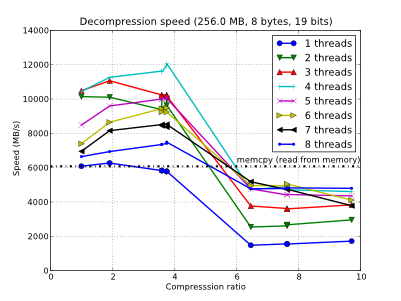 Decompression speed (256.0 MB, 8 bytes, 19 bits)
14000
12000
10000
8000
6000
4000
2000
0
Speed (MB/s)
1 threads
2 threads
3 threads
4 threads
5 threads
6 threads
7 threads
8 threads
memcpy (read from memory)
0 2 4 6 8 10
Compresssion ratio